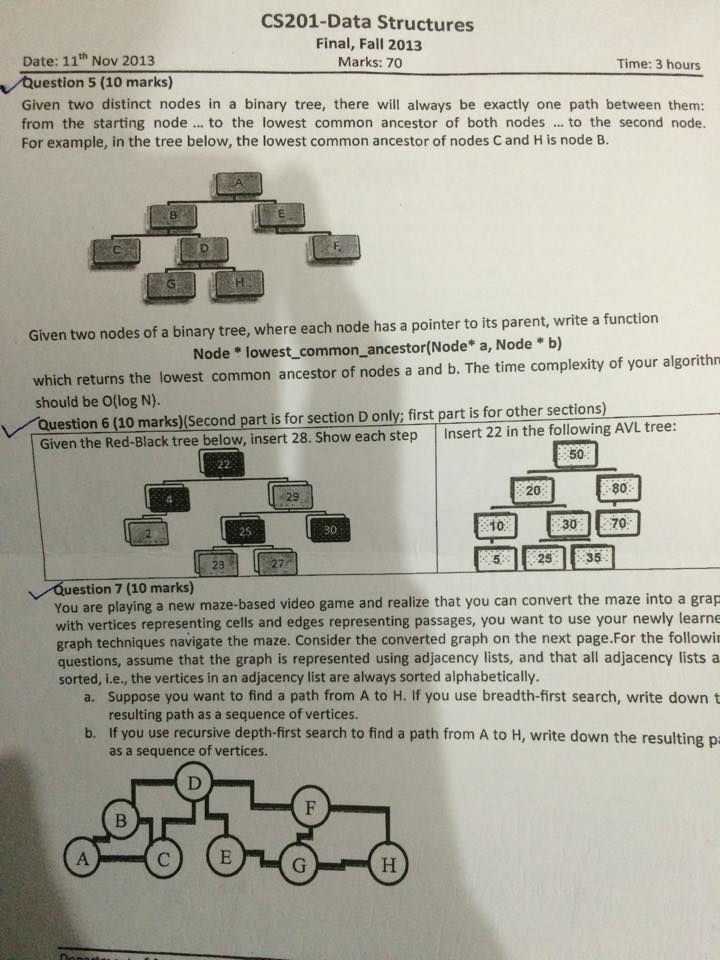 CS201-Data Structures
Final, Fall 2013
Date: 11th Nov 2013 Marks: 70 Time: 3 hours
Question 5 (10 marks)
Given two distinct nodes in a binary tree, there will always be exactly one path between them:
from the starting node ... to the lowest common ancestor of both nodes ... to the second node.
For example, in the tree below, the lowest common ancestor of nodes C and H is node B.
A
B E
C D F
G H
Given two nodes of a binary tree, where each node has a pointer to its parent, write a function
Node * lowest_common_ancestor(Node* a, Node * b)
which returns the lowest common ancestor of nodes a and b. The time complexity of your algorithm
should be O(log N).
Question 6 (10 marks)(Second part is for section D only; first part is for other sections)
Given the Red-Black tree below, insert 28. Show each step
22
4 29
2 25 30
23 27
Insert 22 in the following AVL tree:
50
20 80
10 30 70
5 25 35
Question 7 (10 marks)
You are playing a new maze-based video game and realize that you can convert the maze into a grap
with vertices representing cells and edges representing passages, you want to use your newly learne
graph techniques navigate the maze. Consider the converted graph on the next page.For the followin
questions, assume that the graph is represented using adjacency lists, and that all adjacency lists a
sorted, i.e., the vertices in an adjacency list are always sorted alphabetically.
a. Suppose you want to find a path from A to H. If you use breadth-first search, write down t
resulting path as a sequence of vertices.
b. If you use recursive depth-first search to find a path from A to H, write down the resulting pa
as a sequence of vertices.
D
B F
A C E G H